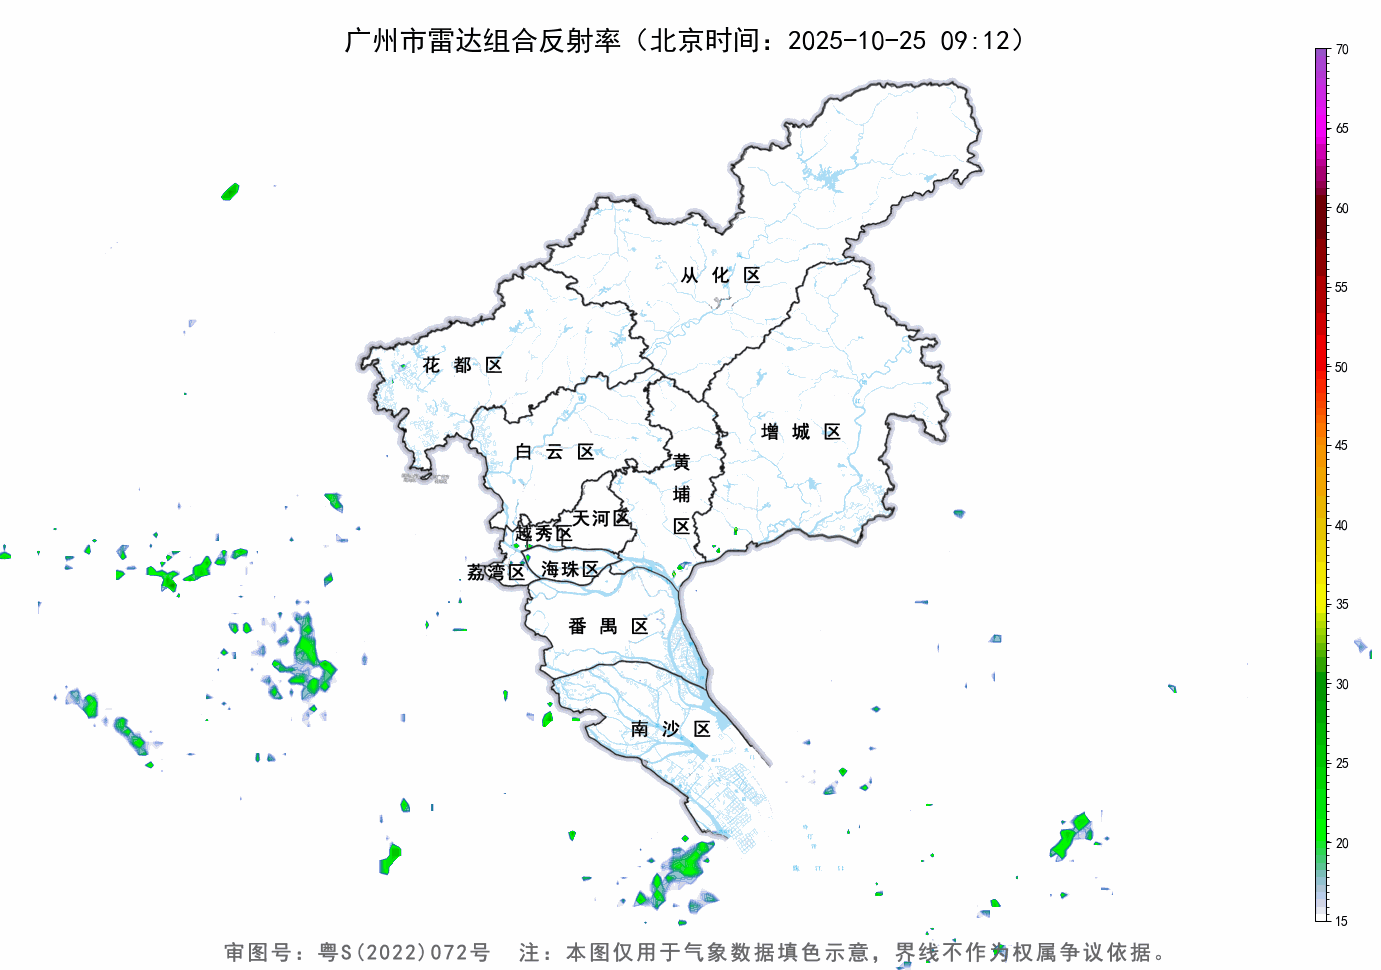 广州市雷达组合反射率（北京时间：2025-10-25 09:12）
70
65
60
55
50
45
40
35
30
25
20
15
从化区
花都区
增城区
白云区
黄埔区
天河区
越秀区
荔湾区
海珠区
番禺区
南沙区
审图号：粤S(2022)072号 注：本图仅用于气象数据填色示意，界线不作为权属争议依据。